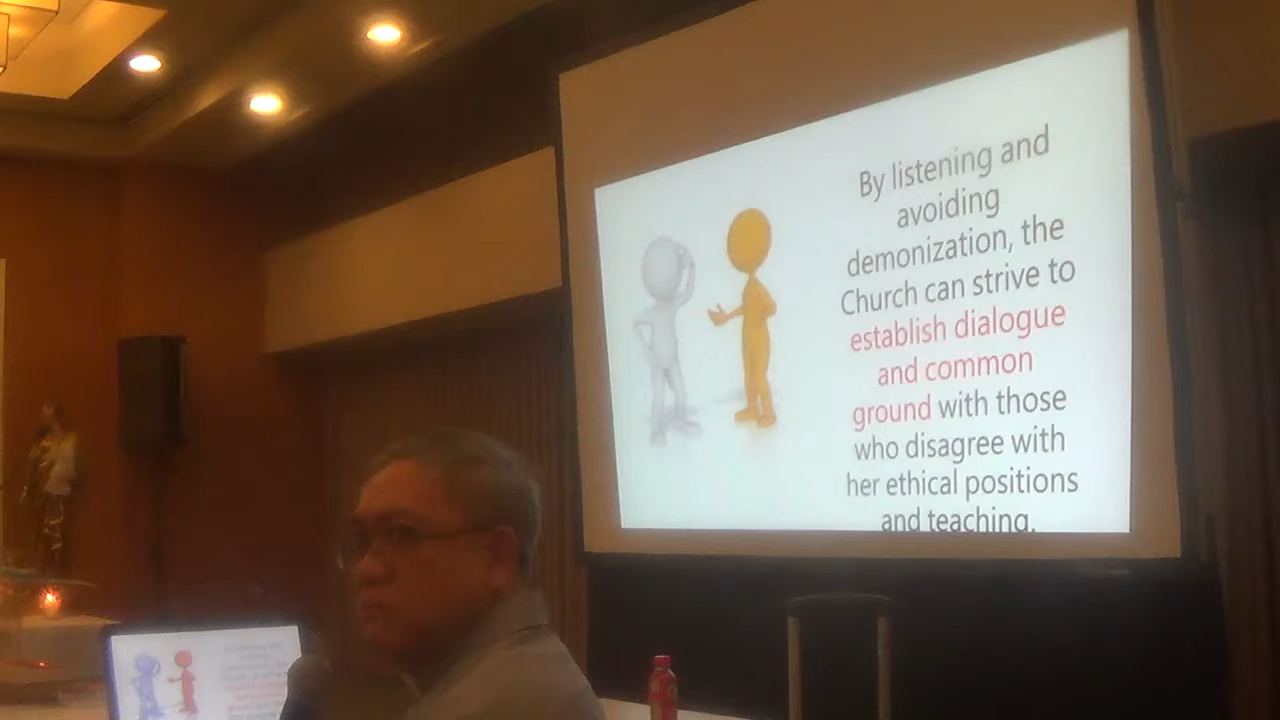 By listening and
avoiding
demonization, the
Church can strive to
establish dialogue
and common
ground with those
who disagree with
her ethical positions
and teaching.